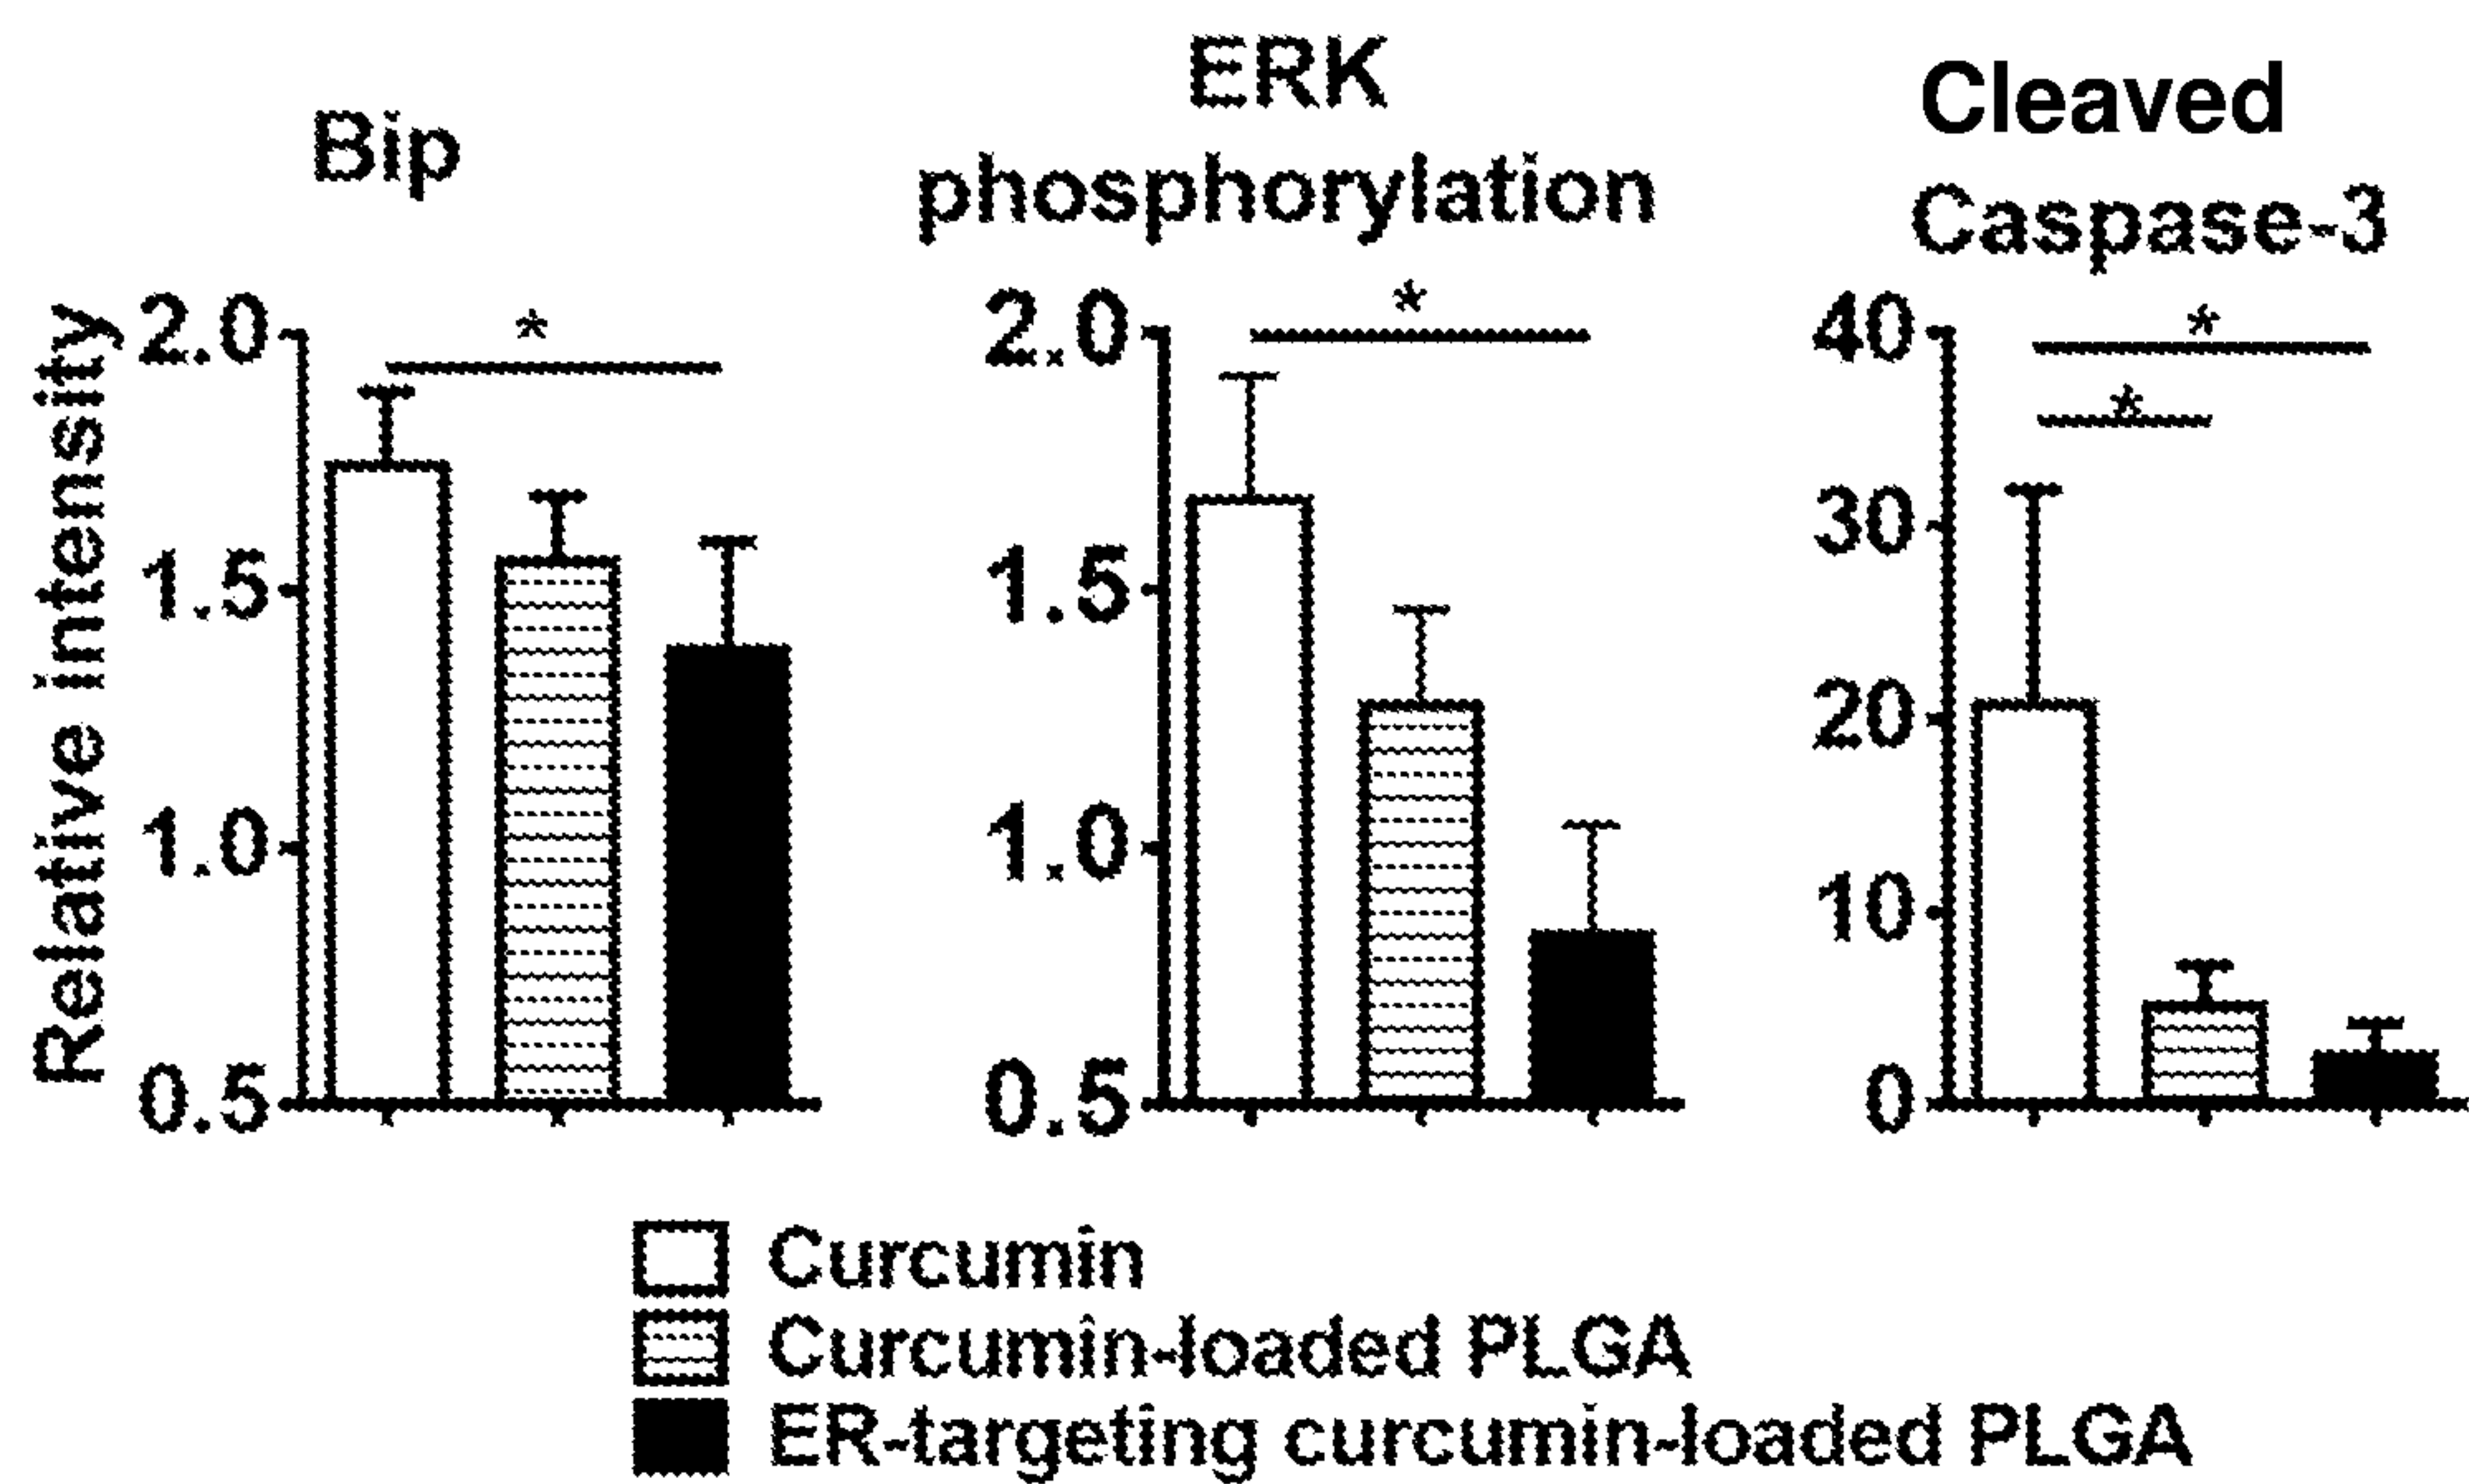 Bip
ERK
phosphorylation
Cleaved
Caspase-3
Relative intensity
2.0
1.5
1.0
0.5
*
2.0
1.5
1.0
0.5
*
40
30
20
10
0
*
*
Curcumin
Curcumin-loaded PLGA
ER-targeting curcumin-loaded PLGA